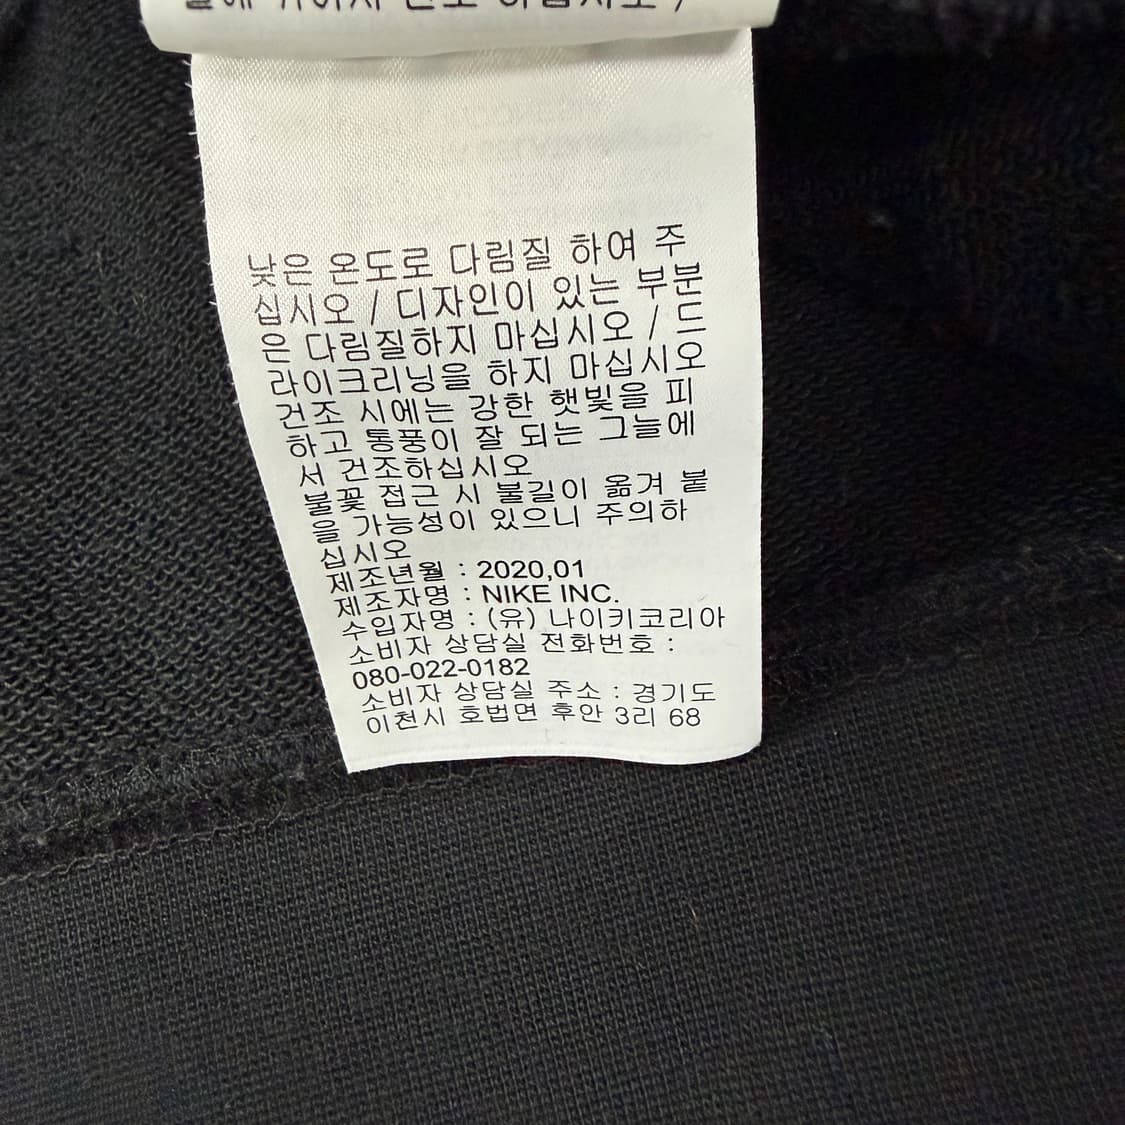 하십시오 /
낮은 온도로 다림질 하여 주
십시오 / 디자인이 있는 부분
은 다림질하지 마십시오 / 드
라이크리닝을 하지 마십시오
건조 시에는 강한 햇빛을 피
하고 통풍이 잘 되는 그늘에
서 건조하십시오
불꽃 접근 시 불길이 옮겨 붙
을 가능성이 있으니 주의하
십시오
제조년월 : 2020,01
제조자명 : NIKE INC.
수입자명 : (유) 나이키코리아
소비자 상담실 전화번호 :
080-022-0182
소비자 상담실 주소 : 경기도
이천시 호법면 후안 3리 68